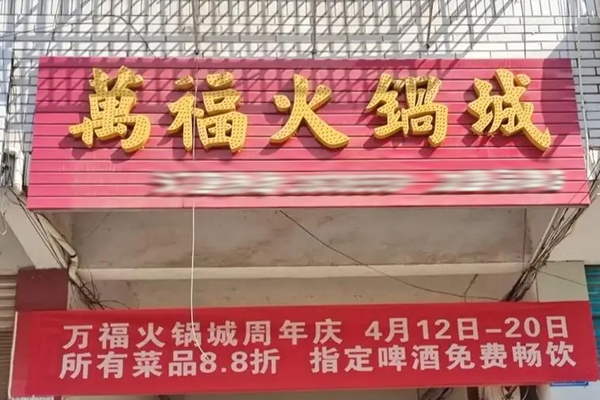 萬福火鍋城
万福火锅城周年庆 4月12日-20日
所有菜品8.8折 指定啤酒免费畅饮